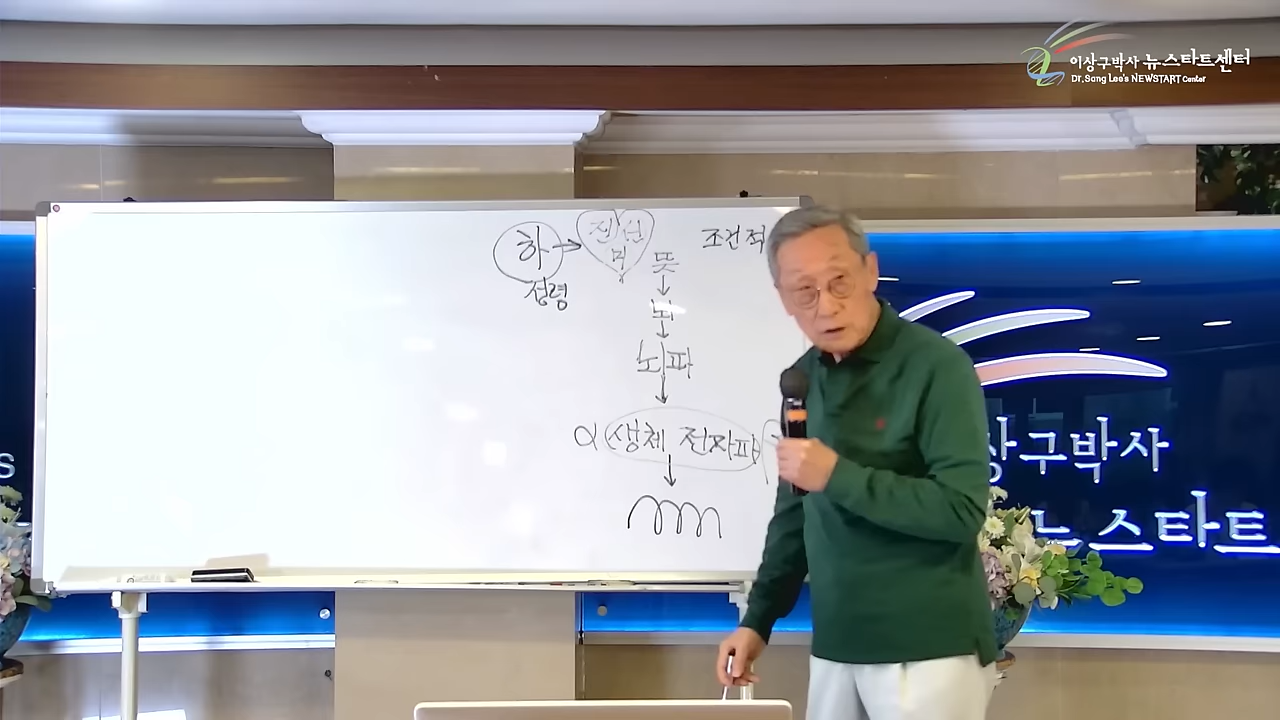 이상구박사 뉴스타트센터
Dr. Sang Lee's NEWSTART Center
하 → 진 선
미
정령
조건적
뜻
↓
뇌
↓
뇌파
↓
α 생체 전자파
↓
상구박사
뉴스타트
S